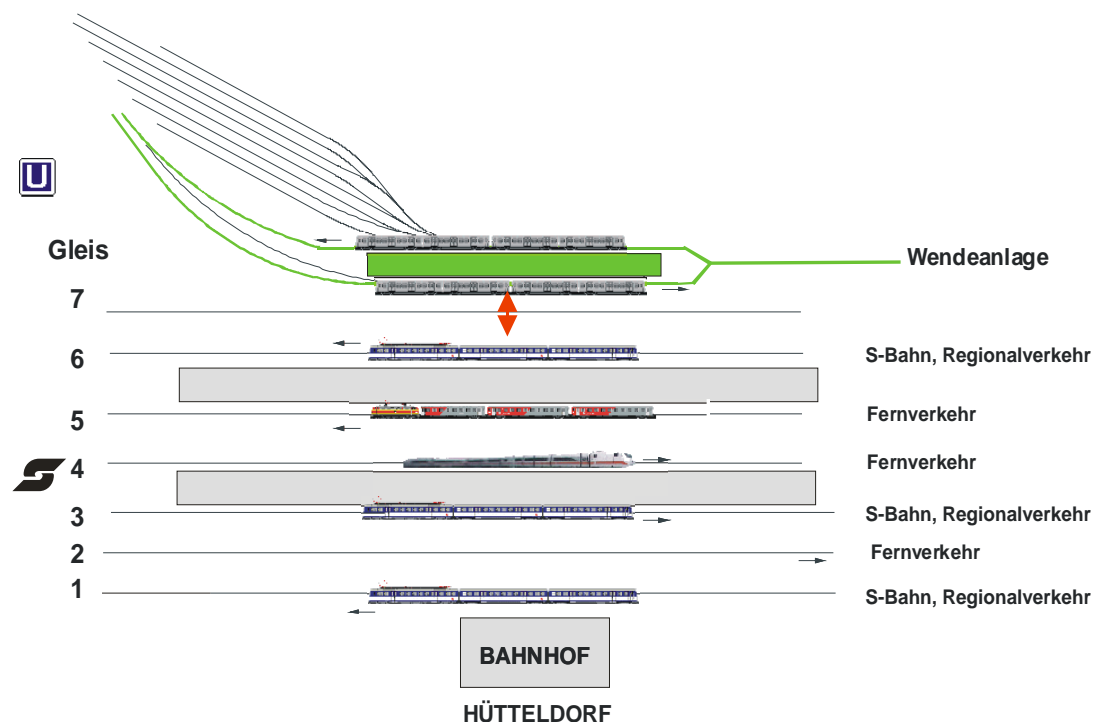 U
Gleis
Wendeanlage
7
6 S-Bahn, Regionalverkehr
5 Fernverkehr
4 Fernverkehr
3 S-Bahn, Regionalverkehr
2 Fernverkehr
1 S-Bahn, Regionalverkehr
BAHNHOF
HÜTTELDORF